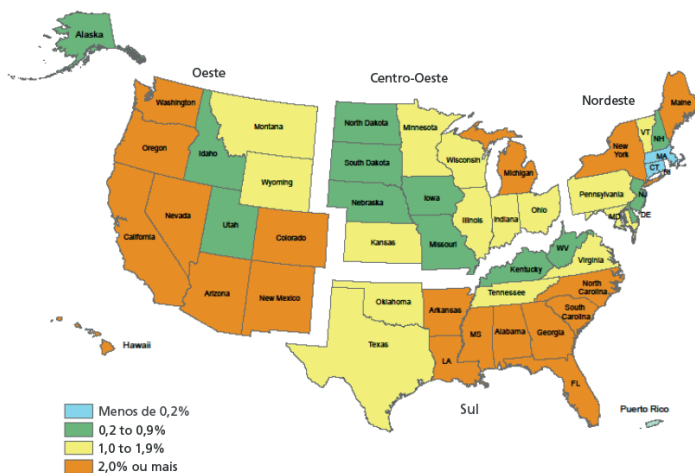 Alaska
Oeste
Centro-Oeste
Nordeste
Washington
Oregon
Idaho
Montana
Wyoming
Nevada
Utah
California
Colorado
Arizona
New Mexico
North Dakota
South Dakota
Nebraska
Kansas
Minnesota
Iowa
Missouri
Wisconsin
Illinois
Michigan
Indiana
Ohio
Maine
VT
NH
New
York
MA
CT
RI
Pennsylvania
NJ
MD
DE
WV
Virginia
Kentucky
Tennessee
North
Carolina
South
Carolina
Oklahoma
Texas
Arkansas
LA
MS
Alabama
Georgia
FL
Hawaii
Sul
Puerto Rico
Menos de 0,2%
0,2 to 0,9%
1,0 to 1,9%
2,0% ou mais